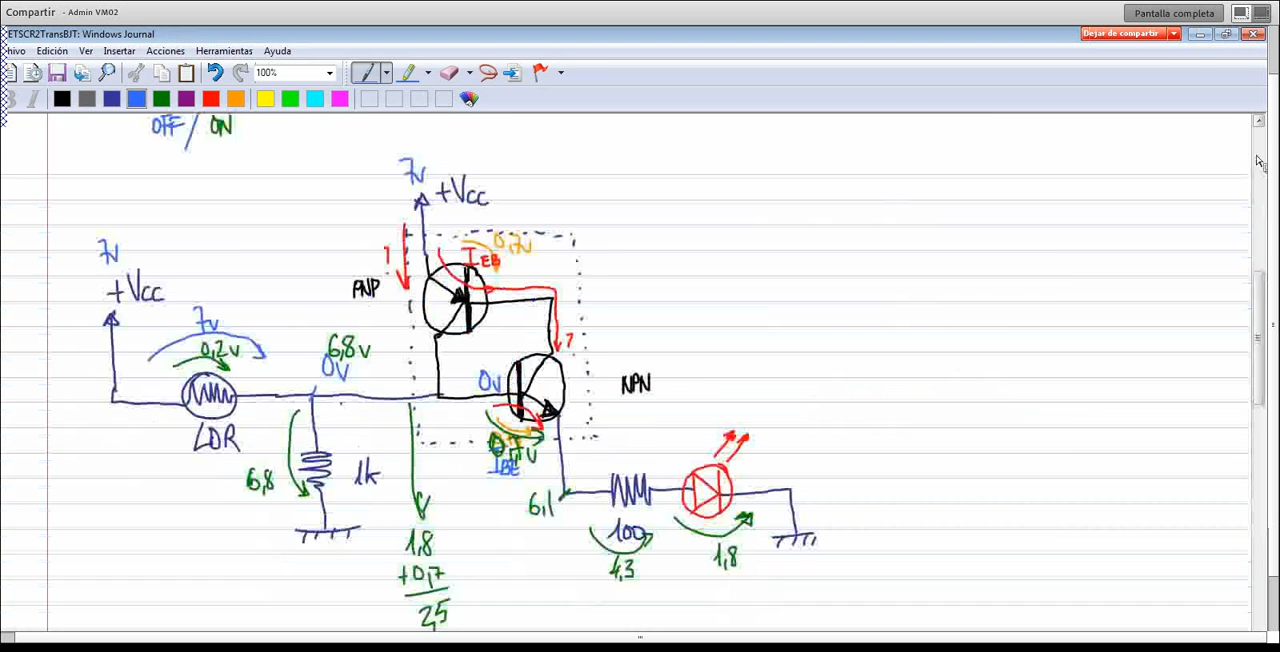 Compartir - Admin VM02
Pantalla completa
ETSCR2TransBJT: Windows Journal
Dejar de compartir
hivo Edición Ver Insertar Acciones Herramientas Ayuda
100%
OFF / ON
7v
+Vcc
7v
+Vcc
0,7v
IEB
?
PNP
7v
0,2v
6,8v
0v
?
0v
NPN
LDR
0,7v
IBE
6,8
1k
6,1
100
4,3
1,8
1,8
+0,7
2,5